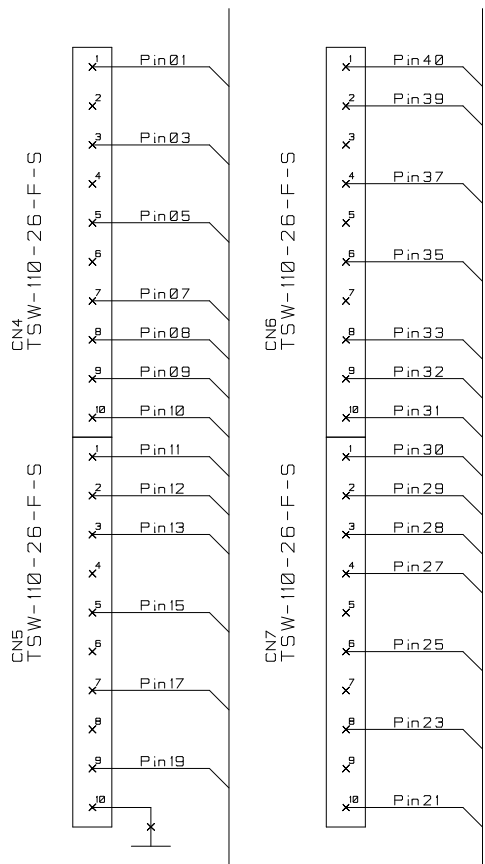 CN4
TSW-110-26-F-S
1 Pin01
2
3 Pin03
4
5 Pin05
6
7 Pin07
8 Pin08
9 Pin09
10 Pin10
CN5
TSW-110-26-F-S
1 Pin11
2 Pin12
3 Pin13
4
5 Pin15
6
7 Pin17
8
9 Pin19
10
CN6
TSW-110-26-F-S
1 Pin40
2 Pin39
3
4 Pin37
5
6 Pin35
7
8 Pin33
9 Pin32
10 Pin31
CN7
TSW-110-26-F-S
1 Pin30
2 Pin29
3 Pin28
4 Pin27
5
6 Pin25
7
8 Pin23
9
10 Pin21